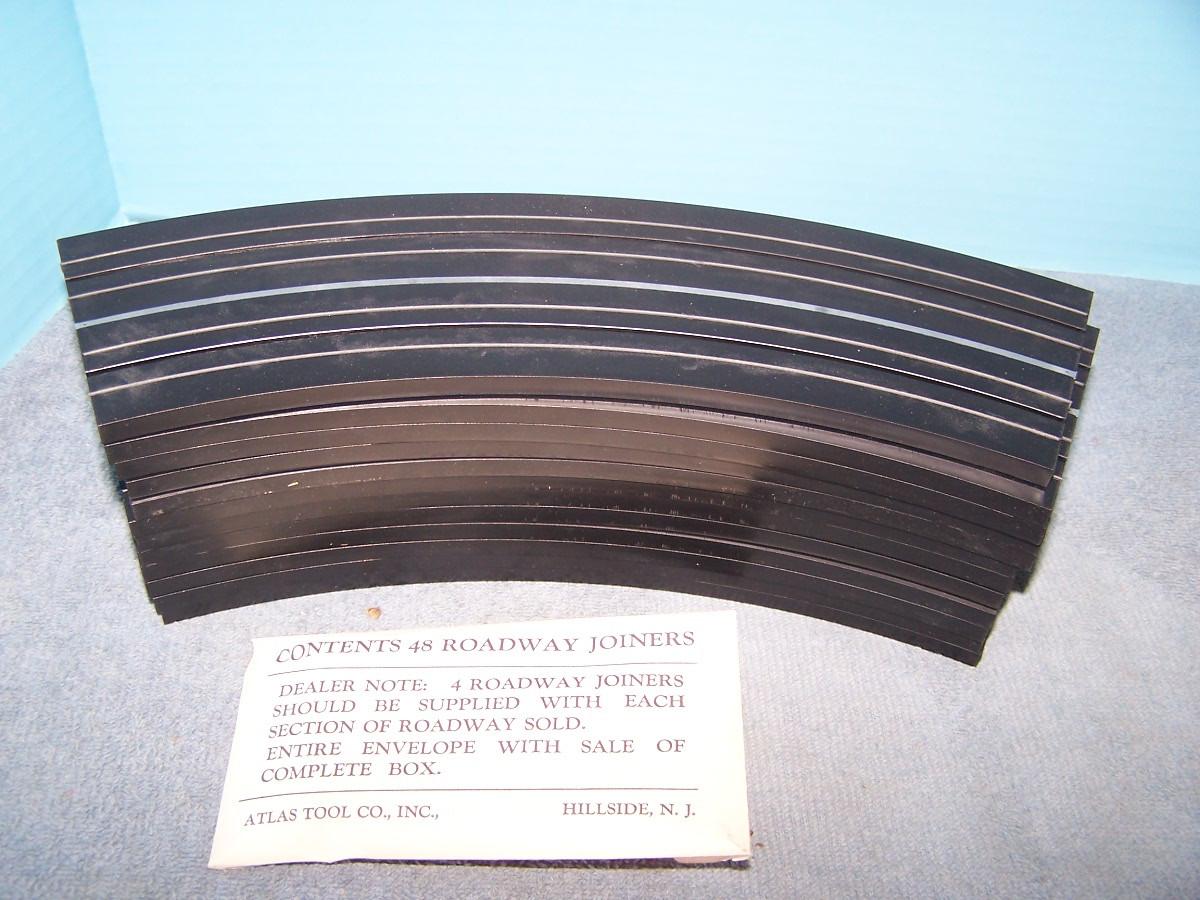 CONTENTS 48 ROADWAY JOINERS
DEALER NOTE: 4 ROADWAY JOINERS
SHOULD BE SUPPLIED WITH EACH
SECTION OF ROADWAY SOLD.
ENTIRE ENVELOPE WITH SALE OF
COMPLETE BOX.
ATLAS TOOL CO., INC., HILLSIDE, N. J.